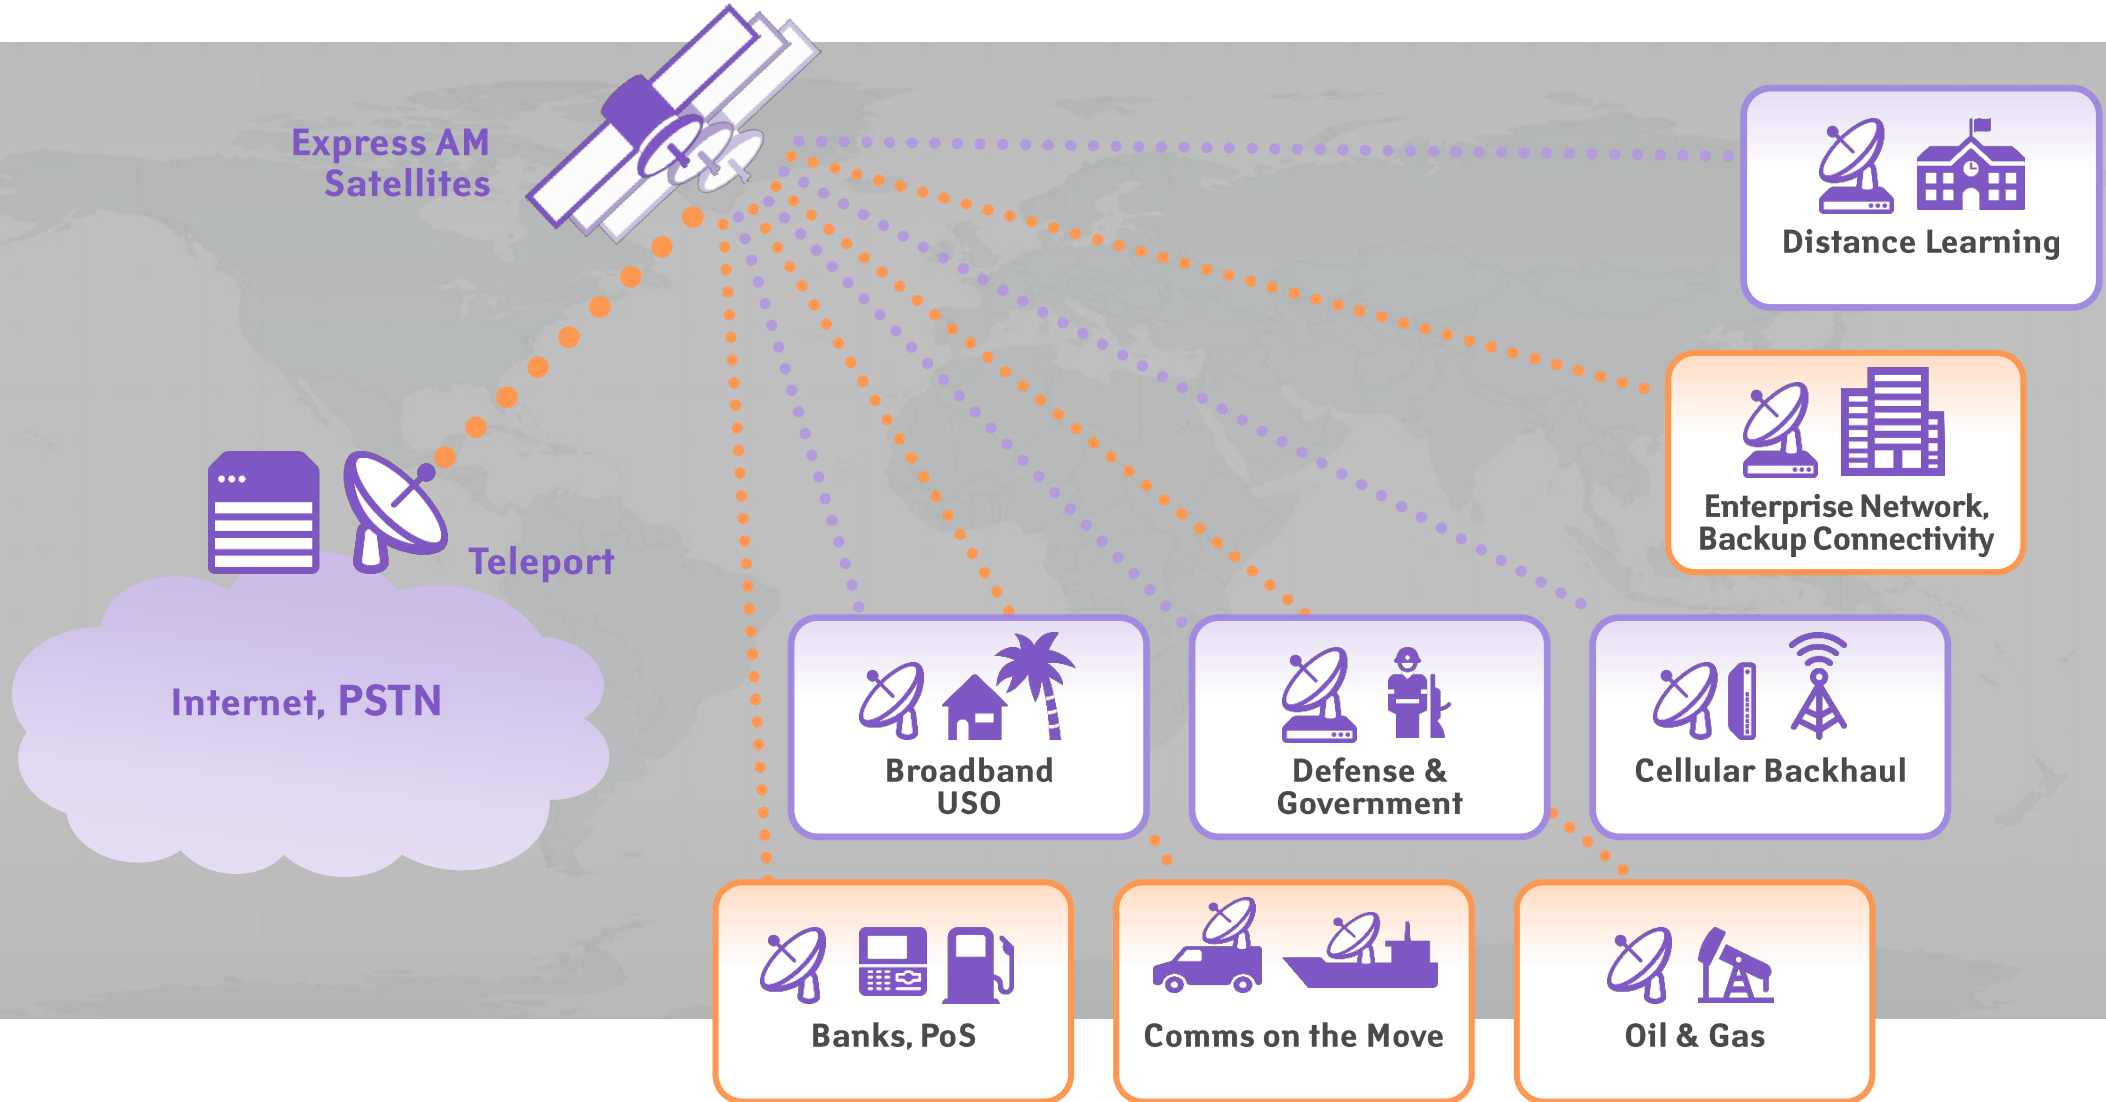 Express AM
Satellites
Distance Learning
Enterprise Network,
Backup Connectivity
Teleport
Internet, PSTN
Broadband
USO
Defense &
Government
Cellular Backhaul
Banks, PoS
Comms on the Move
Oil & Gas